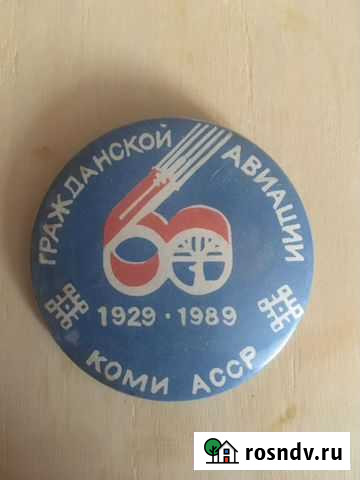 ГРАЖДАНСКОЙ АВИАЦИИ
60
1929 · 1989
КОМИ АССР
rosndv.ru